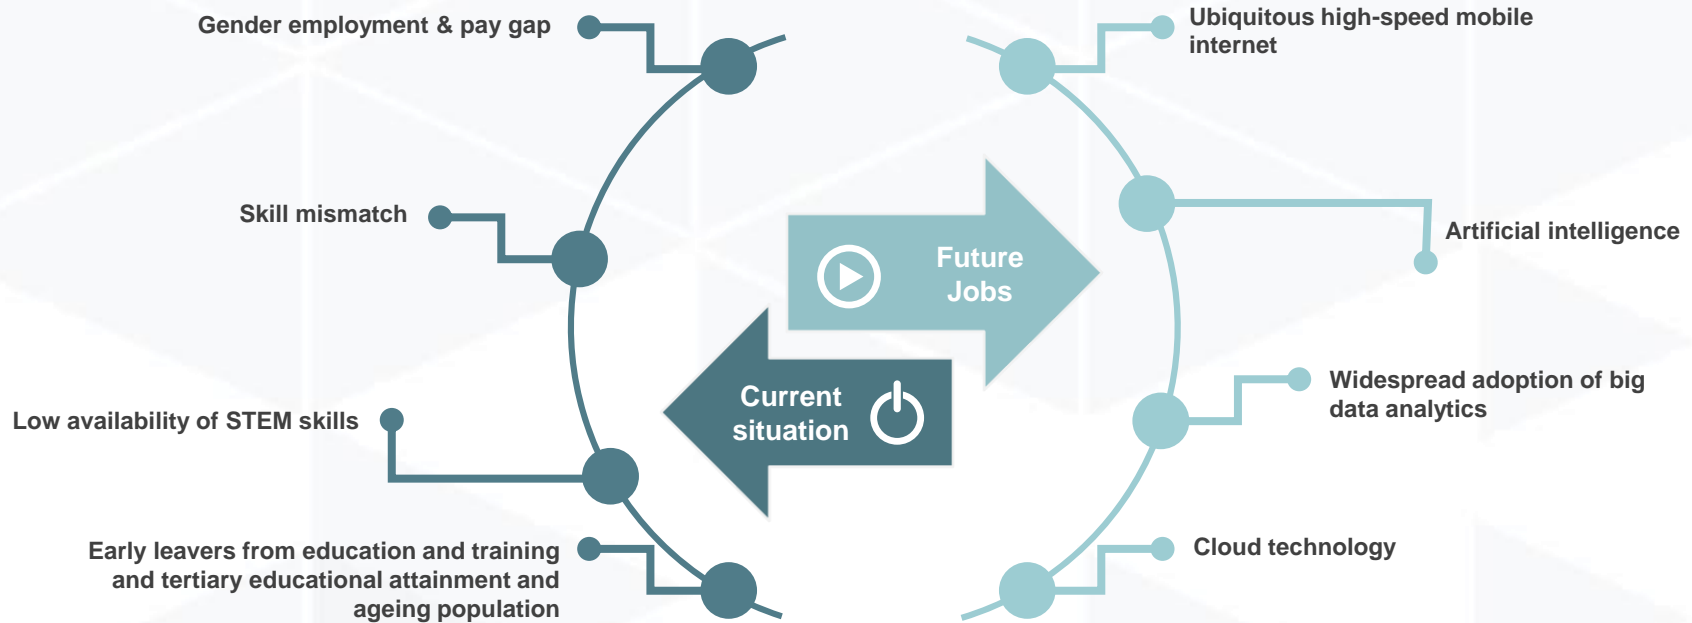 Gender employment & pay gap
Skill mismatch
Low availability of STEM skills
Early leavers from education and training
and tertiary educational attainment and
ageing population
Current
situation
Future
Jobs
Ubiquitous high-speed mobile
internet
Artificial intelligence
Widespread adoption of big
data analytics
Cloud technology